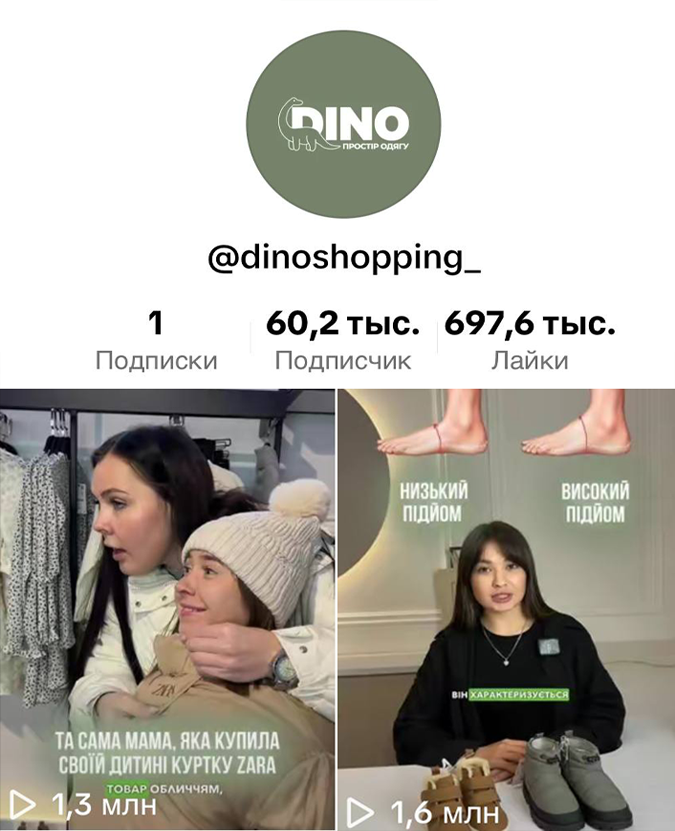 DINO
ПРОСТІР ОДЯГУ
@dinoshopping_
1
60,2 тыс.
697,6 тыс.
Подписки
Подписчик
Лайки
ТА САМА МАМА, ЯКА КУПИЛА
СВОЇЙ ДИТИНІ КУРТКУ ZARA
ТОВАР ОБЛИЧЧЯМ,
1,3 млн
НИЗЬКИЙ
ПІДЙОМ
ВИСОКИЙ
ПІДЙОМ
ВІН ХАРАКТЕРИЗУЄТЬСЯ
1,6 млн